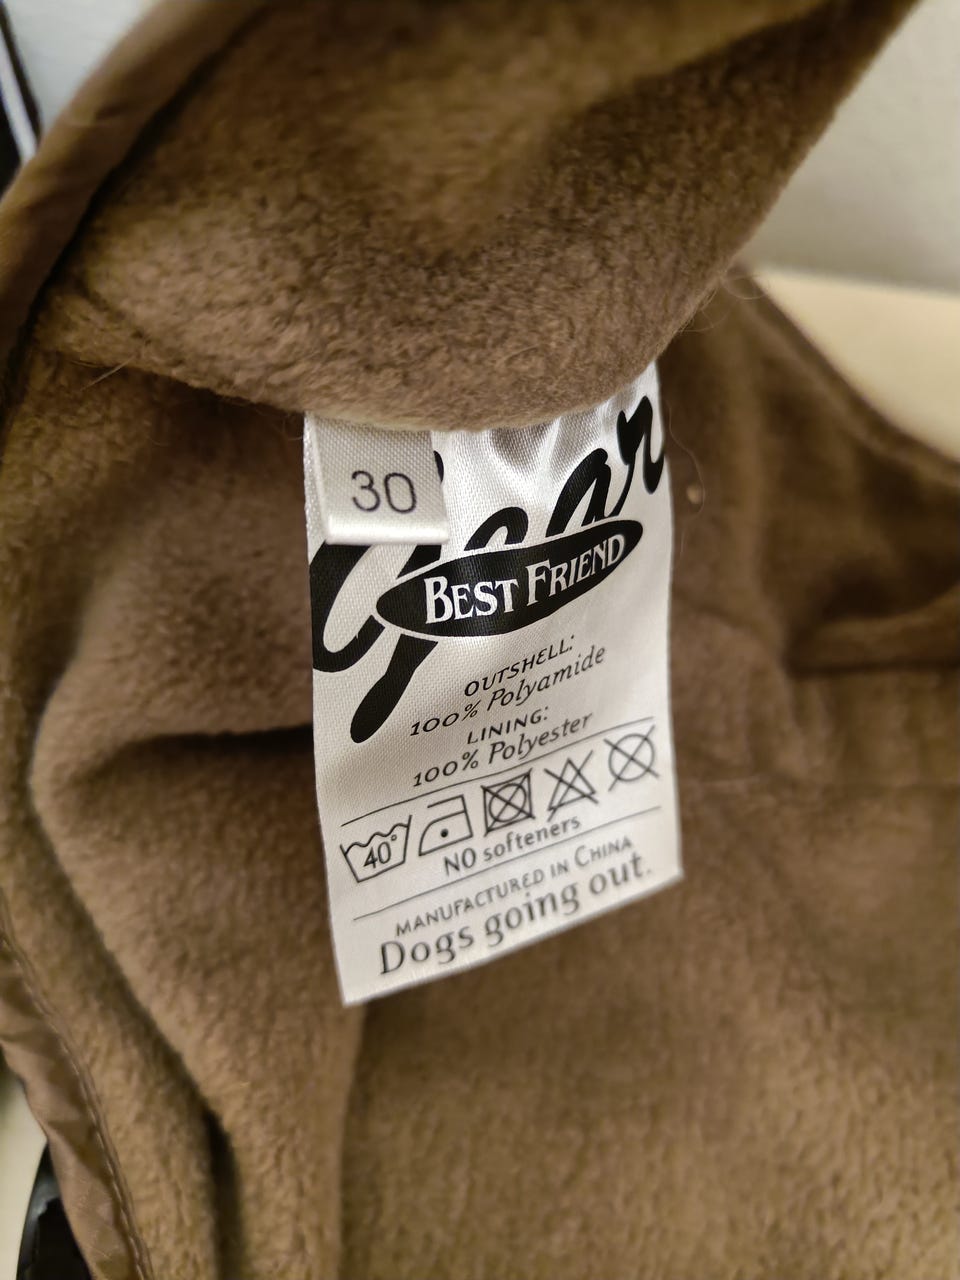 30
gear
BEST FRIEND
OUTSHELL:
100% Polyamide
LINING:
100% Polyester
40°
NO softeners
MANUFACTURED IN CHINA
Dogs going out.